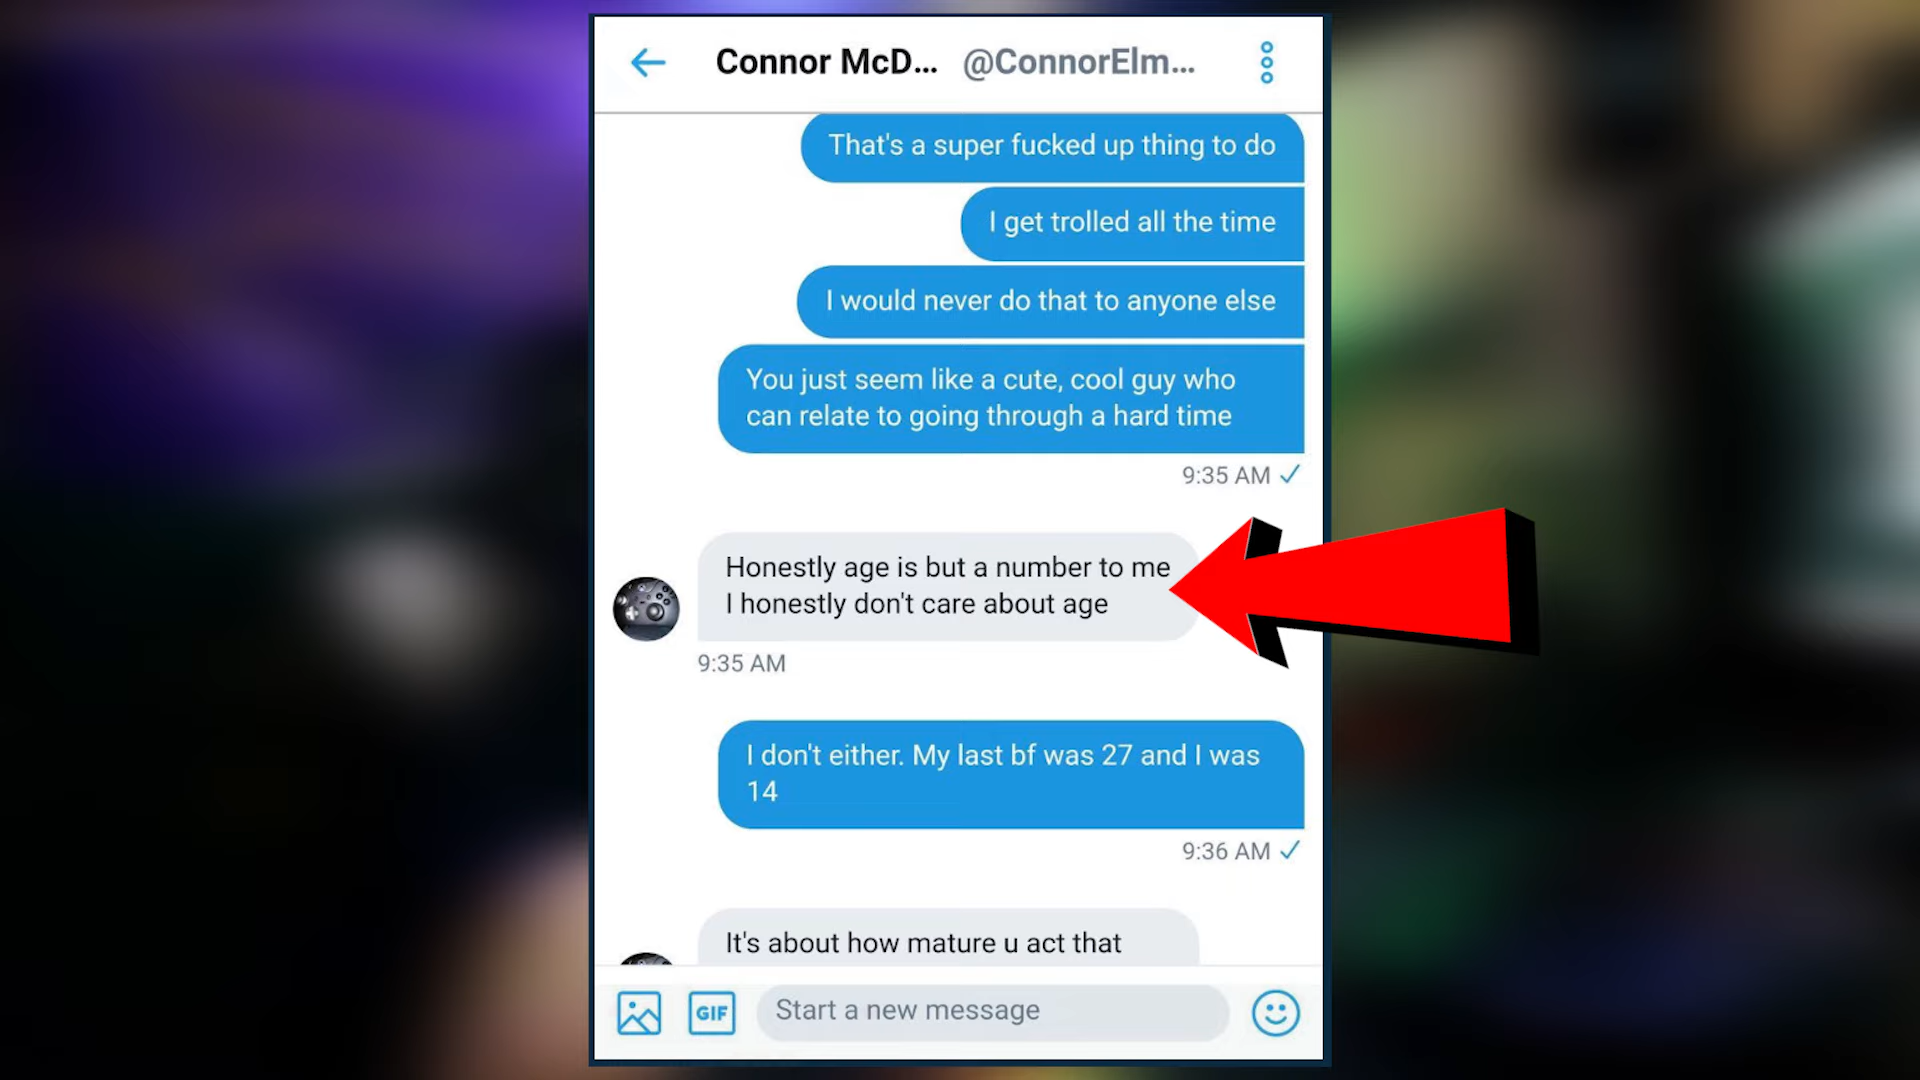 Connor McD... @ConnorElm...
That's a super fucked up thing to do
I get trolled all the time
I would never do that to anyone else
You just seem like a cute, cool guy who
can relate to going through a hard time
9:35 AM
Honestly age is but a number to me
I honestly don't care about age
9:35 AM
I don't either. My last bf was 27 and I was
14
9:36 AM
It's about how mature u act that
GIF
Start a new message